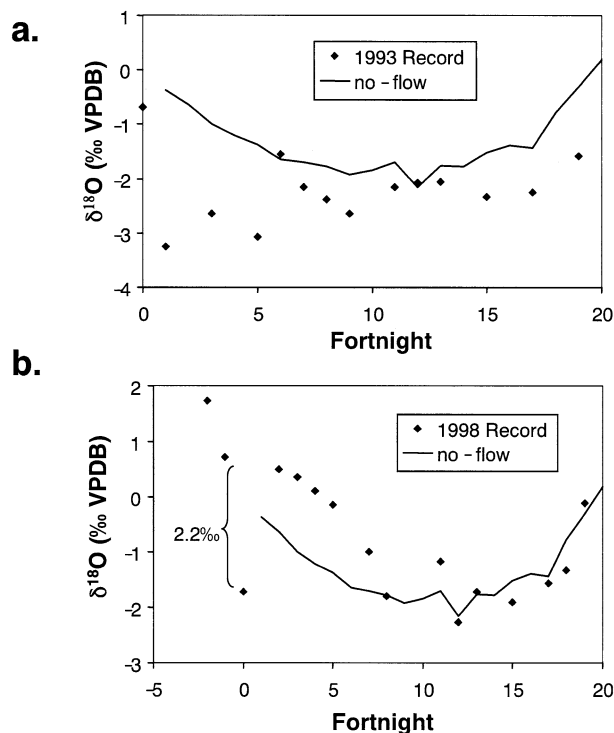 a.
1
0
−1
−2
−3
−4
δ¹⁸O (‰ VPDB)
1993 Record
no – flow
0 5 10 15 20
Fortnight
b.
2
1
0
−1
−2
−3
δ¹⁸O (‰ VPDB)
1998 Record
no – flow
2.2‰
−5 0 5 10 15 20
Fortnight